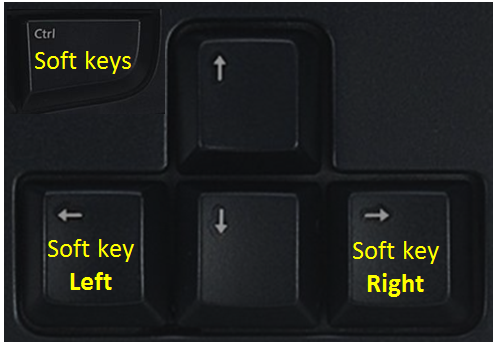 Ctrl
Soft keys
↑
← ↓ →
Soft key
Left
Soft key
Right